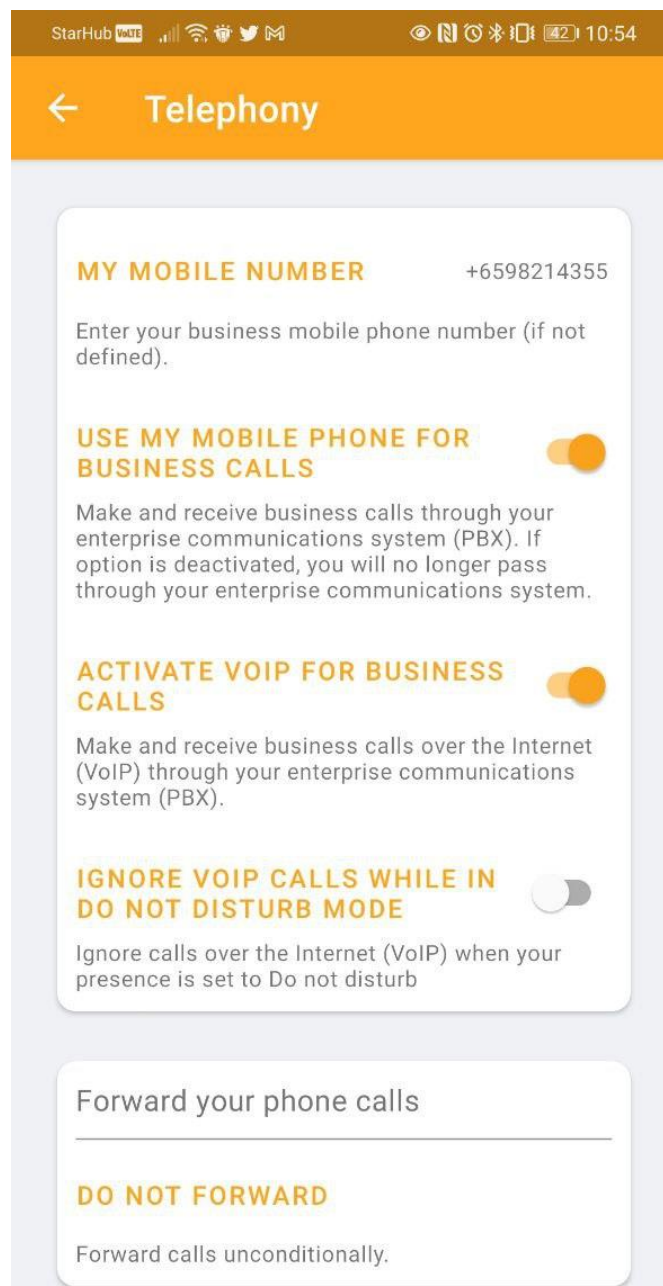 StarHub VoLTE 42 10:54
Telephony
MY MOBILE NUMBER +6598214355
Enter your business mobile phone number (if not
defined).
USE MY MOBILE PHONE FOR
BUSINESS CALLS
Make and receive business calls through your
enterprise communications system (PBX). If
option is deactivated, you will no longer pass
through your enterprise communications system.
ACTIVATE VOIP FOR BUSINESS
CALLS
Make and receive business calls over the Internet
(VoIP) through your enterprise communications
system (PBX).
IGNORE VOIP CALLS WHILE IN
DO NOT DISTURB MODE
Ignore calls over the Internet (VoIP) when your
presence is set to Do not disturb
Forward your phone calls
DO NOT FORWARD
Forward calls unconditionally.